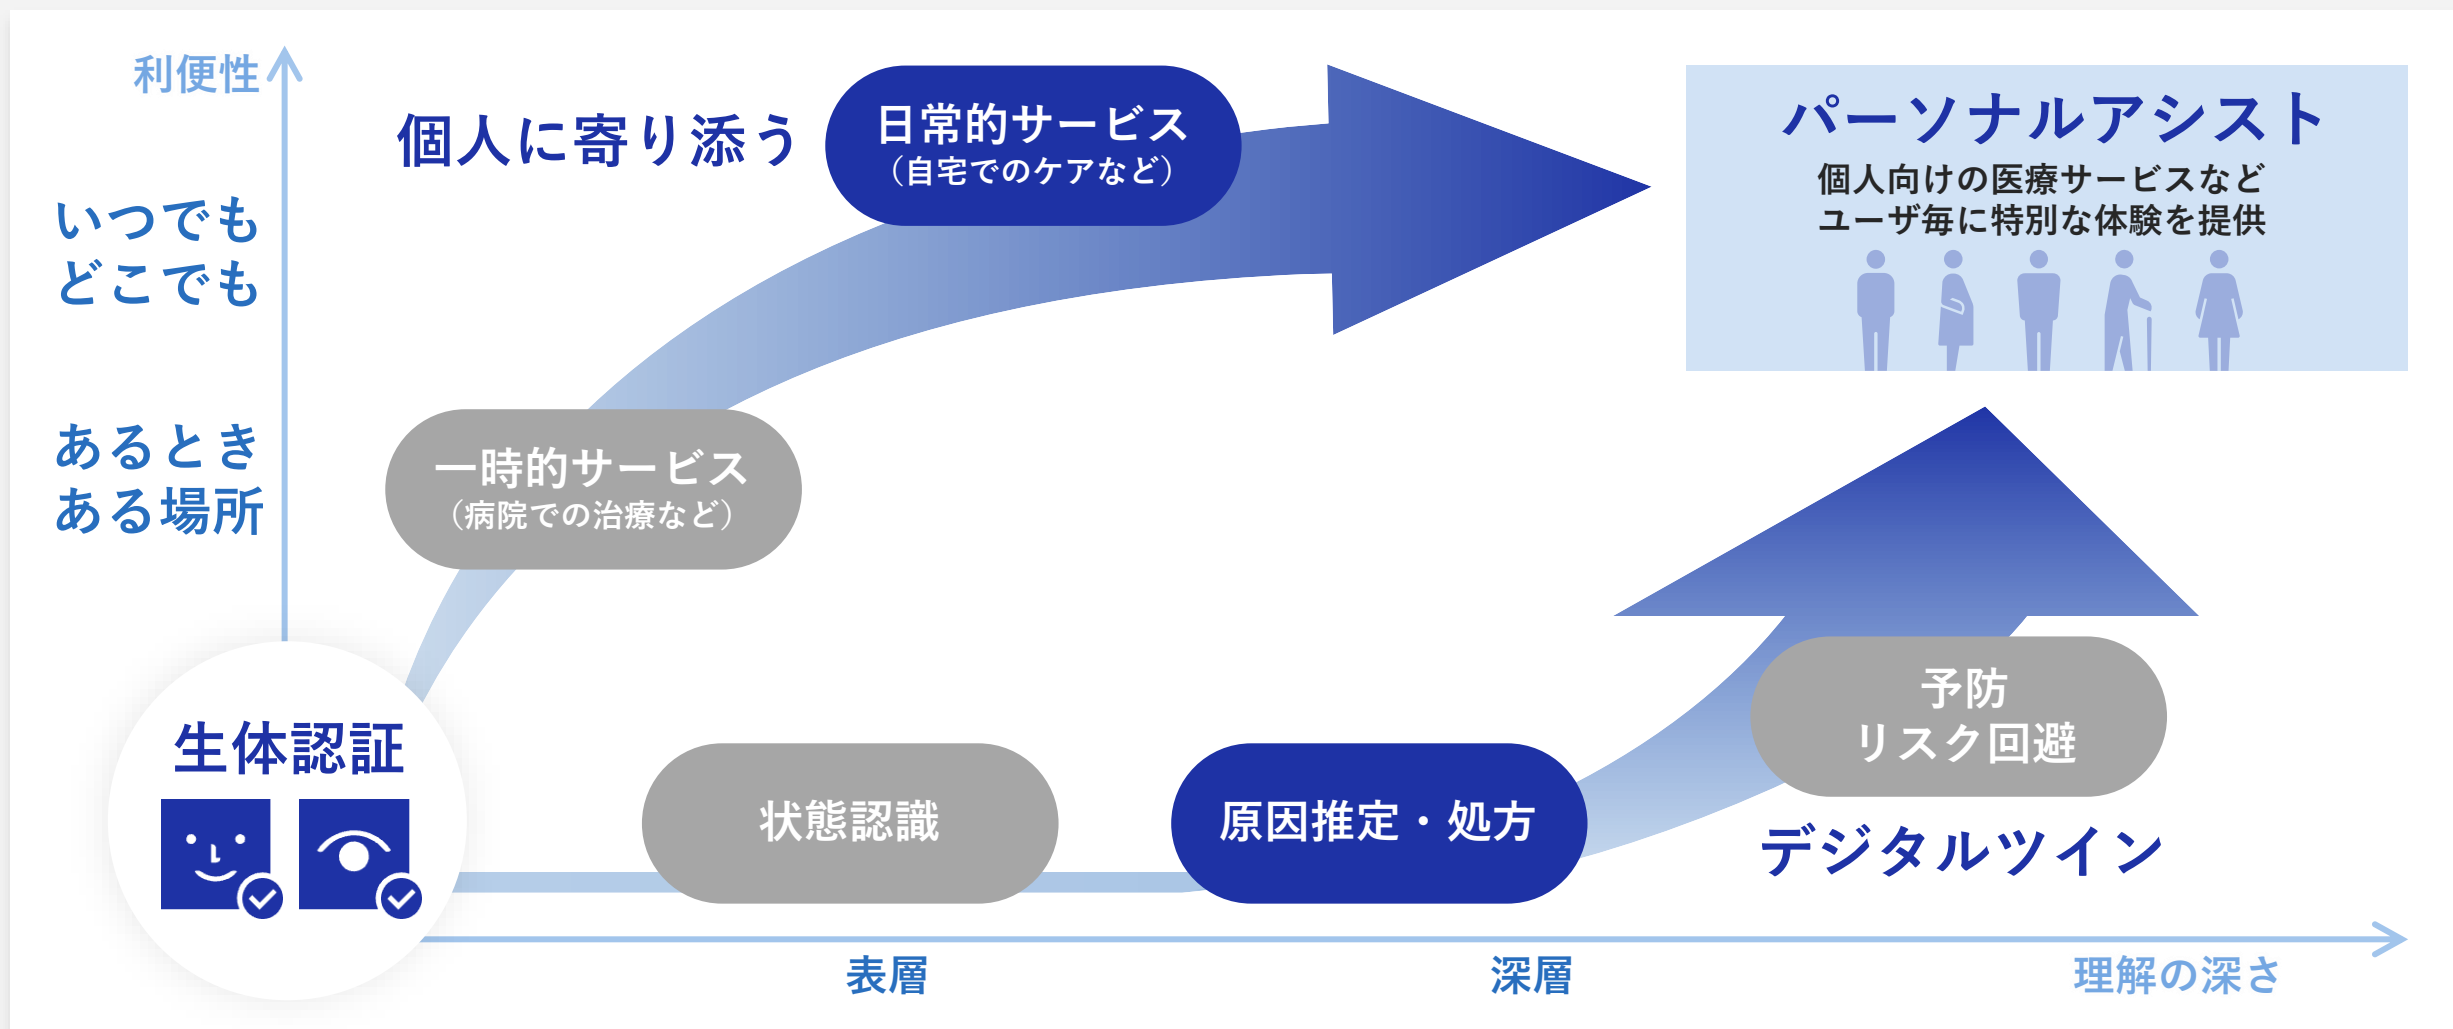 利便性
いつでも
どこでも
あるとき
ある場所
個人に寄り添う
日常的サービス
（自宅でのケアなど）
一時的サービス
（病院での治療など）
パーソナルアシスト
個人向けの医療サービスなど
ユーザ毎に特別な体験を提供
生体認証
状態認識
原因推定・処方
予防
リスク回避
デジタルツイン
表層
深層
理解の深さ